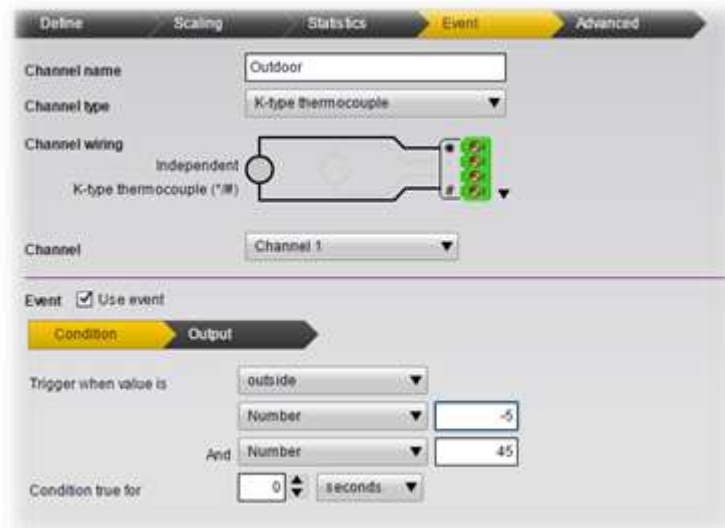 Define Scaling Statistics Event Advanced
Channel name Outdoor
Channel type K-type thermocouple
Channel wiring
Independent
K-type thermocouple (*/#)
*
#
Channel Channel 1
Event Use event
Condition Output
Trigger when value is outside
Number -5
And Number 45
Condition true for 0 seconds